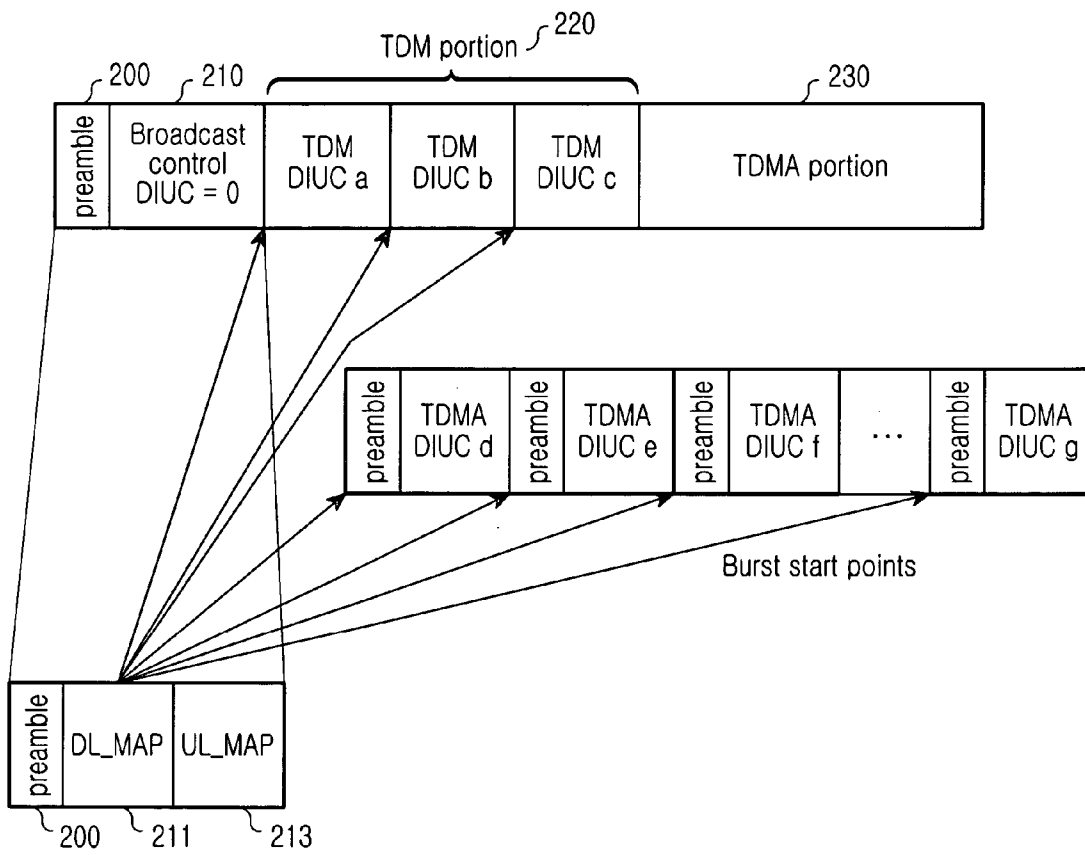 TDM portion 220
200
210
230
preamble
Broadcast
control
DIUC = 0
TDM
DIUC a
TDM
DIUC b
TDM
DIUC c
TDMA portion
preamble
TDMA
DIUC d
preamble
TDMA
DIUC e
preamble
TDMA
DIUC f
...
preamble
TDMA
DIUC g
Burst start points
preamble
DL_MAP
UL_MAP
200
211
213